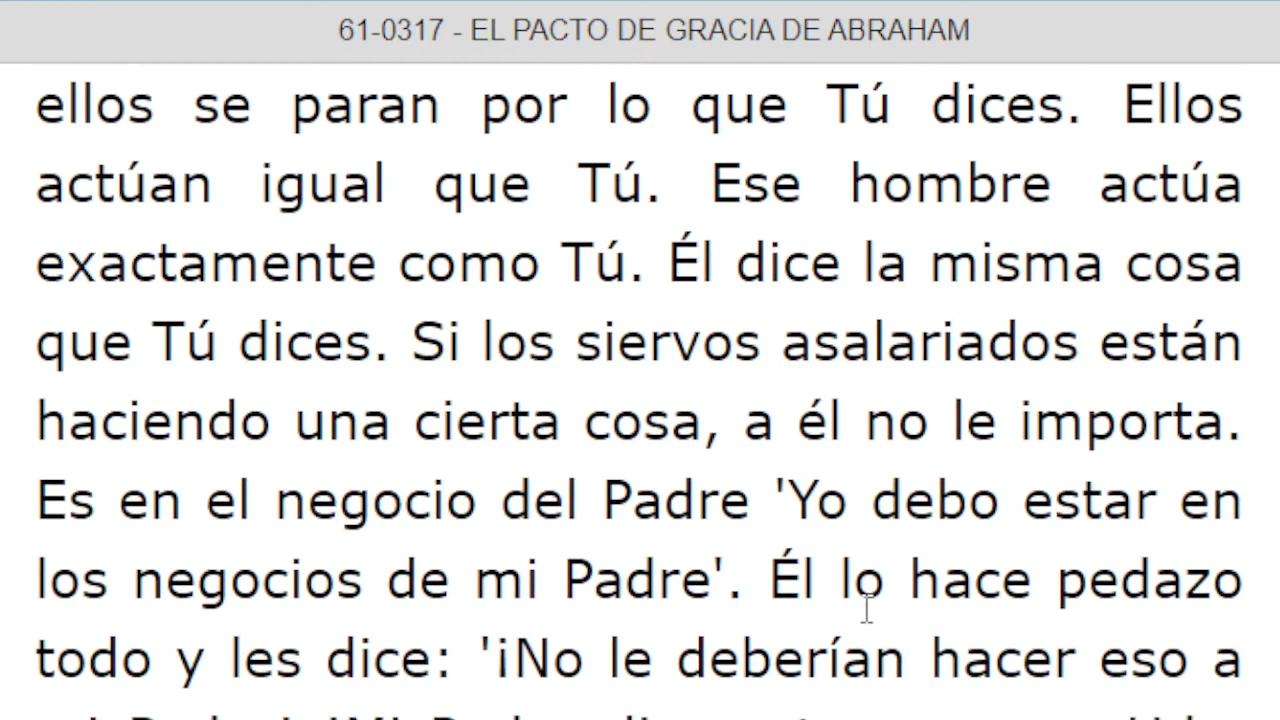 61-0317 - EL PACTO DE GRACIA DE ABRAHAM
ellos se paran por lo que Tú dices. Ellos
actúan igual que Tú. Ese hombre actúa
exactamente como Tú. Él dice la misma cosa
que Tú dices. Si los siervos asalariados están
haciendo una cierta cosa, a él no le importa.
Es en el negocio del Padre 'Yo debo estar en
los negocios de mi Padre'. Él lo hace pedazo
todo y les dice: '¡No le deberían hacer eso a